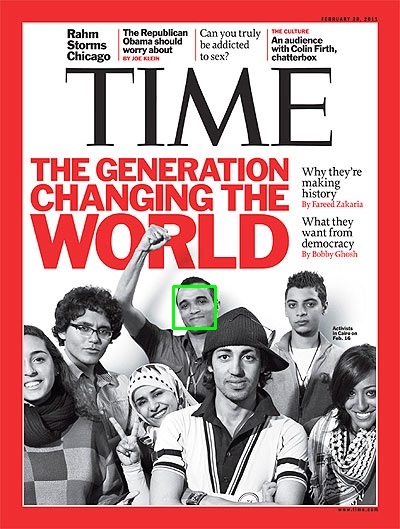 FEBRUARY 28, 2011
Rahm
Storms
Chicago
The Republican
Obama should
worry about
BY JOE KLEIN
Can you truly
be addicted
to sex?
THE CULTURE
An audience
with Colin Firth,
chatterbox
TIME
THE GENERATION
CHANGING THE
WORLD
Why they're
making
history
By Fareed Zakaria
What they
want from
democracy
By Bobby Ghosh
Activists
in Cairo on
Feb. 16
www.time.com